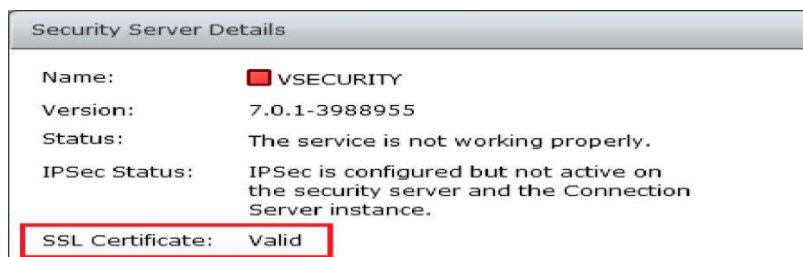 Security Server Details
Name: VSECURITY
Version: 7.0.1-3988955
Status: The service is not working properly.
IPSec Status: IPSec is configured but not active on
the security server and the Connection
Server instance.
SSL Certificate: Valid